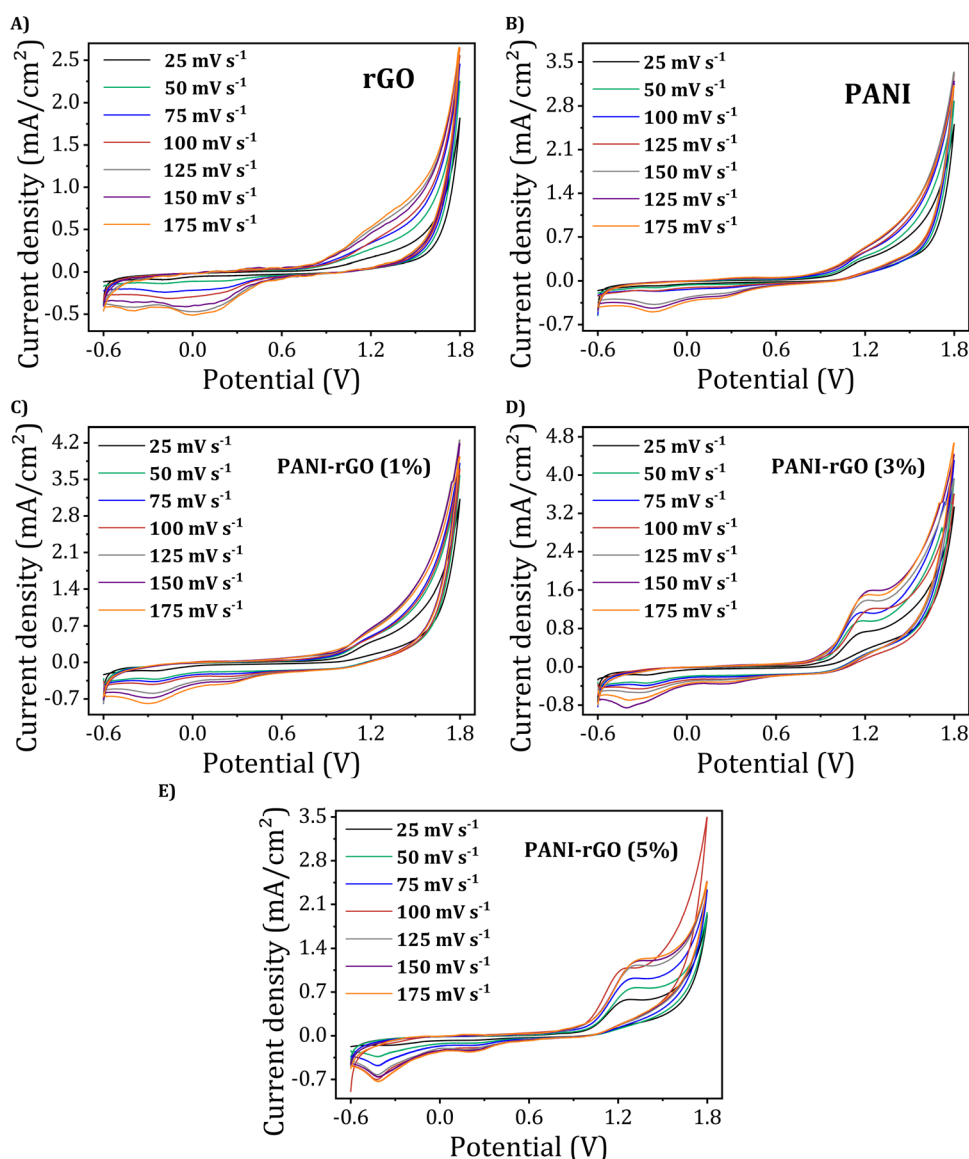 A)
Current density (mA/cm²)
2.5
2.0
1.5
1.0
0.5
0.0
-0.5
25 mV s⁻¹
50 mV s⁻¹
75 mV s⁻¹
100 mV s⁻¹
125 mV s⁻¹
150 mV s⁻¹
175 mV s⁻¹
rGO
-0.6 0.0 0.6 1.2 1.8
Potential (V)
B)
Current density (mA/cm²)
3.5
2.8
2.1
1.4
0.7
0.0
-0.7
25 mV s⁻¹
50 mV s⁻¹
100 mV s⁻¹
125 mV s⁻¹
150 mV s⁻¹
125 mV s⁻¹
175 mV s⁻¹
PANI
-0.6 0.0 0.6 1.2 1.8
Potential (V)
C)
Current density (mA/cm²)
4.2
3.5
2.8
2.1
1.4
0.7
0.0
-0.7
25 mV s⁻¹
50 mV s⁻¹
75 mV s⁻¹
100 mV s⁻¹
125 mV s⁻¹
150 mV s⁻¹
175 mV s⁻¹
PANI-rGO (1%)
-0.6 0.0 0.6 1.2 1.8
Potential (V)
D)
Current density (mA/cm²)
4.8
4.0
3.2
2.4
1.6
0.8
0.0
-0.8
25 mV s⁻¹
50 mV s⁻¹
75 mV s⁻¹
100 mV s⁻¹
125 mV s⁻¹
150 mV s⁻¹
175 mV s⁻¹
PANI-rGO (3%)
-0.6 0.0 0.6 1.2 1.8
Potential (V)
E)
Current density (mA/cm²)
3.5
2.8
2.1
1.4
0.7
0.0
-0.7
25 mV s⁻¹
50 mV s⁻¹
75 mV s⁻¹
100 mV s⁻¹
125 mV s⁻¹
150 mV s⁻¹
175 mV s⁻¹
PANI-rGO (5%)
-0.6 0.0 0.6 1.2 1.8
Potential (V)